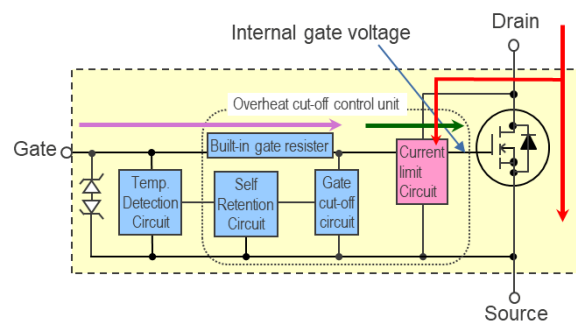 Drain
Internal gate voltage
Overheat cut-off control unit
Gate
Built-in gate resister
Current
limit
Circuit
Temp.
Detection
Circuit
Self
Retention
Circuit
Gate
cut-off
circuit
Source